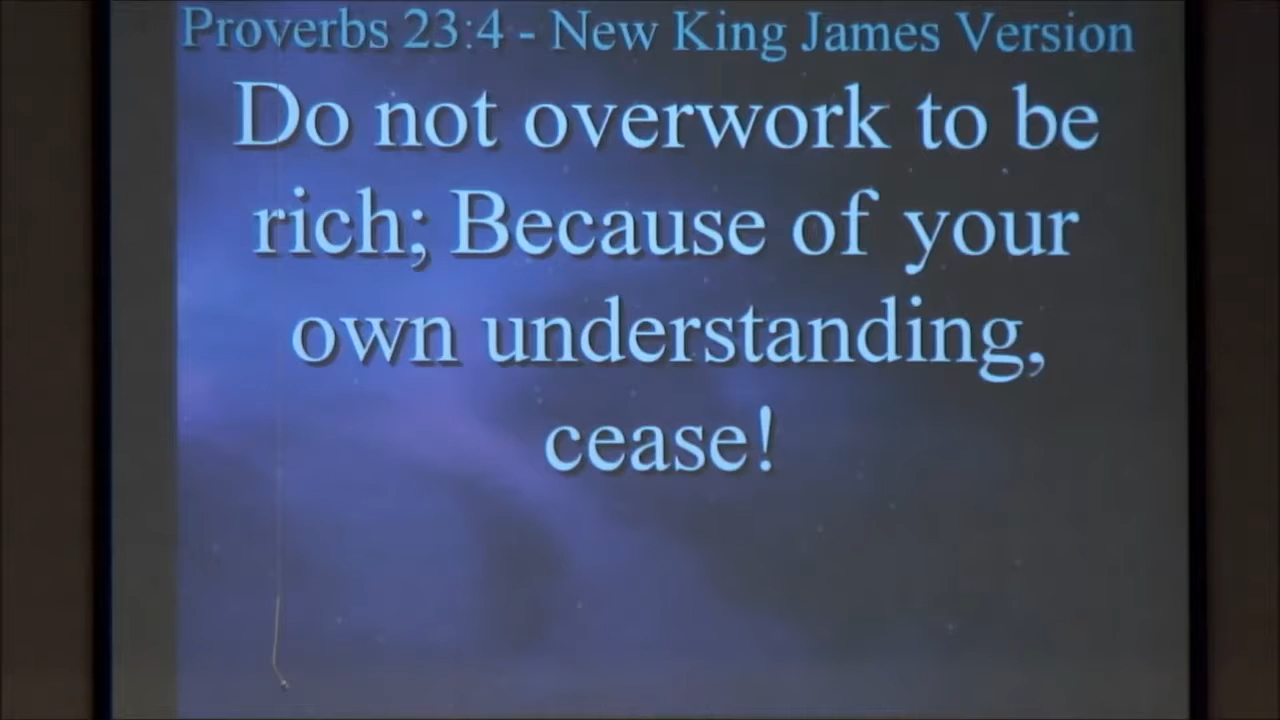 Proverbs 23:4 - New King James Version
Do not overwork to be
rich; Because of your
own understanding,
cease!